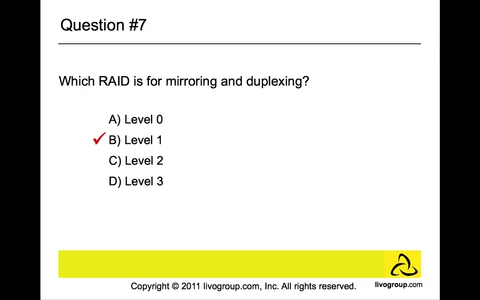 Question #7
Which RAID is for mirroring and duplexing?
A) Level 0
B) Level 1
C) Level 2
D) Level 3
livogroup.com
Copyright © 2011 livogroup.com, Inc. All rights reserved.